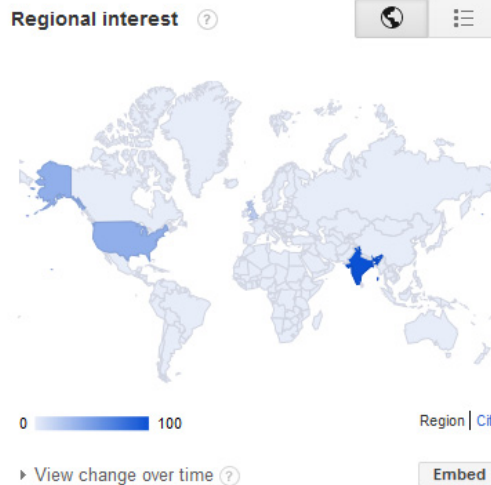 Regional interest ?
0 100
Region |
View change over time ?
Embed